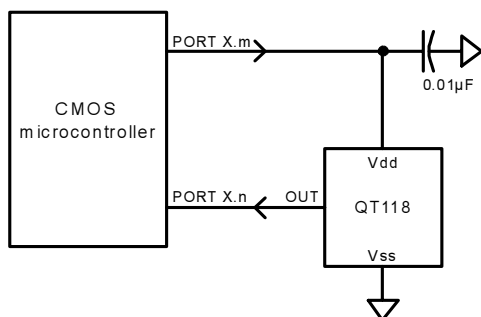 PORT X.m
0.01µF
CMOS
microcontroller
Vdd
PORT X.n
OUT
QT118
Vss